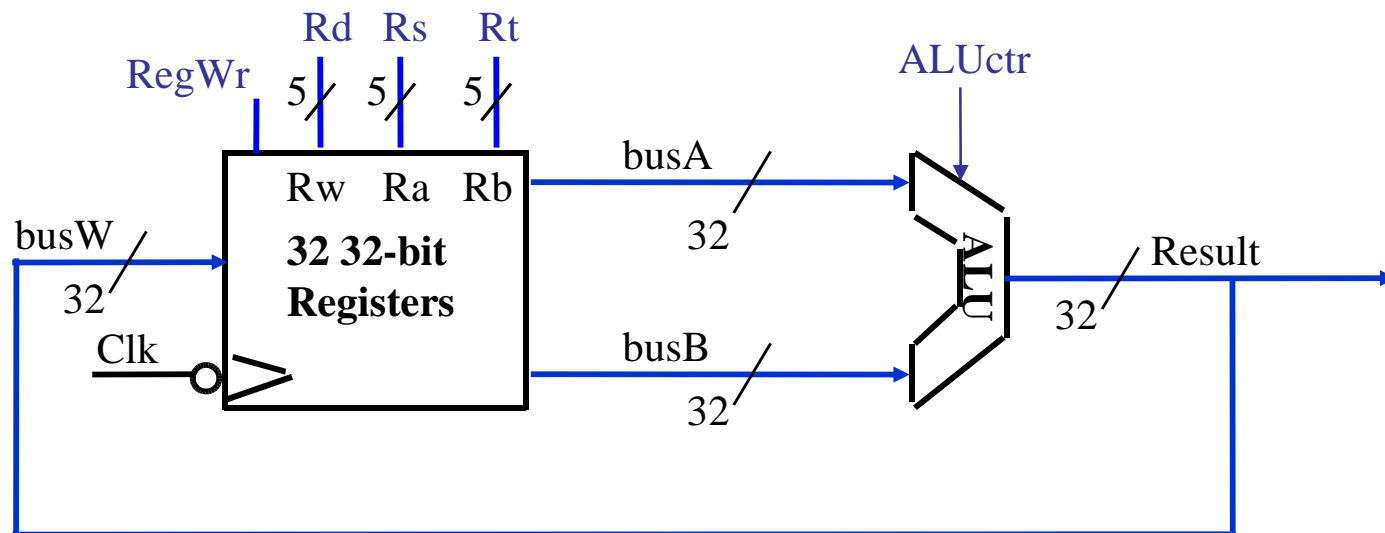 Rd Rs Rt
RegWr
ALUctr
5 5 5
busA
Rw Ra Rb
busW
32 32-bit
Registers
32
32
ALU
Result
32
Clk
busB
32
32